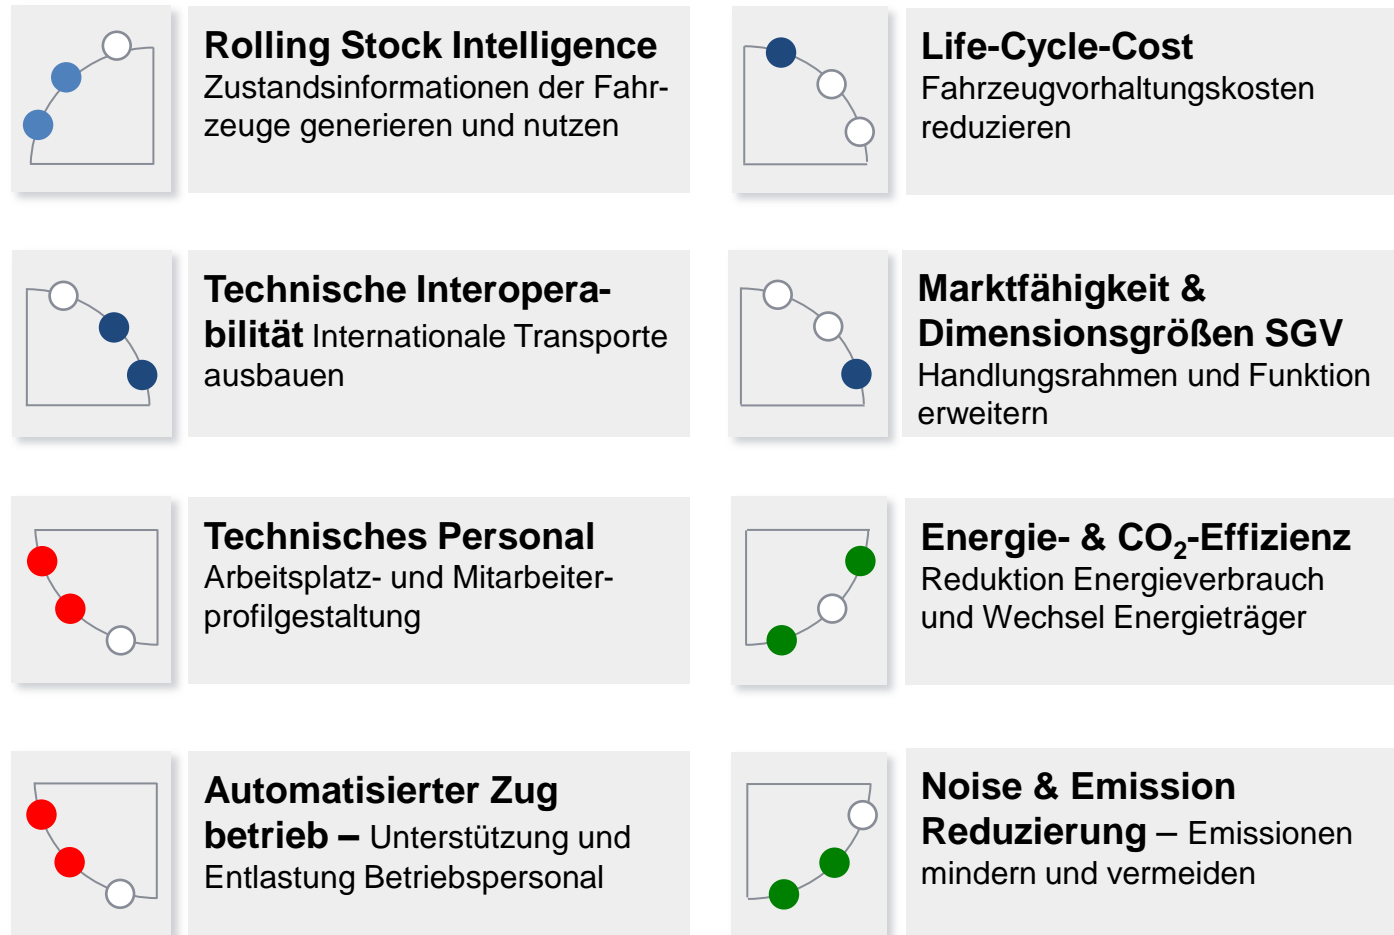 Rolling Stock Intelligence
Zustandsinformationen der Fahr-
zeuge generieren und nutzen
Life-Cycle-Cost
Fahrzeugvorhaltungskosten
reduzieren
Technische Interopera-
bilität Internationale Transporte
ausbauen
Marktfähigkeit &
Dimensionsgrößen SGV
Handlungsrahmen und Funktion
erweitern
Technisches Personal
Arbeitsplatz- und Mitarbeiter-
profilgestaltung
Energie- & CO₂-Effizienz
Reduktion Energieverbrauch
und Wechsel Energieträger
Automatisierter Zug
betrieb – Unterstützung und
Entlastung Betriebspersonal
Noise & Emission
Reduzierung – Emissionen
mindern und vermeiden